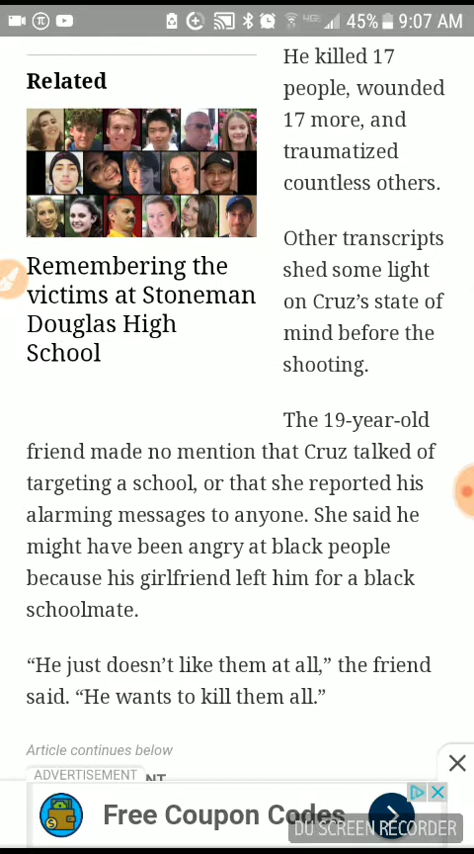 4G LTE 45% 9:07 AM
Related
Remembering the
victims at Stoneman
Douglas High
School
He killed 17
people, wounded
17 more, and
traumatized
countless others.
Other transcripts
shed some light
on Cruz’s state of
mind before the
shooting.
The 19-year-old
friend made no mention that Cruz talked of
targeting a school, or that she reported his
alarming messages to anyone. She said he
might have been angry at black people
because his girlfriend left him for a black
schoolmate.
“He just doesn’t like them at all,” the friend
said. “He wants to kill them all.”
Article continues below
ADVERTISEMENT NT
Free Coupon Codes
DU SCREEN RECORDER